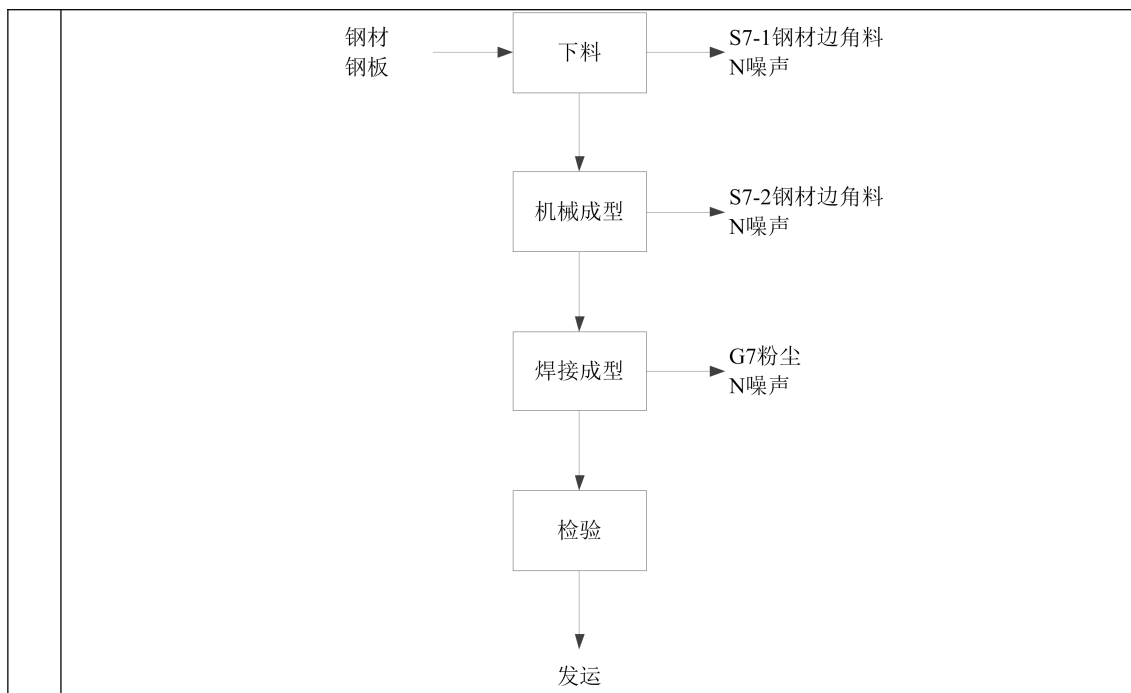 钢材
钢板
下料
S7-1钢材边角料
N噪声
机械成型
S7-2钢材边角料
N噪声
焊接成型
G7粉尘
N噪声
检验
发运